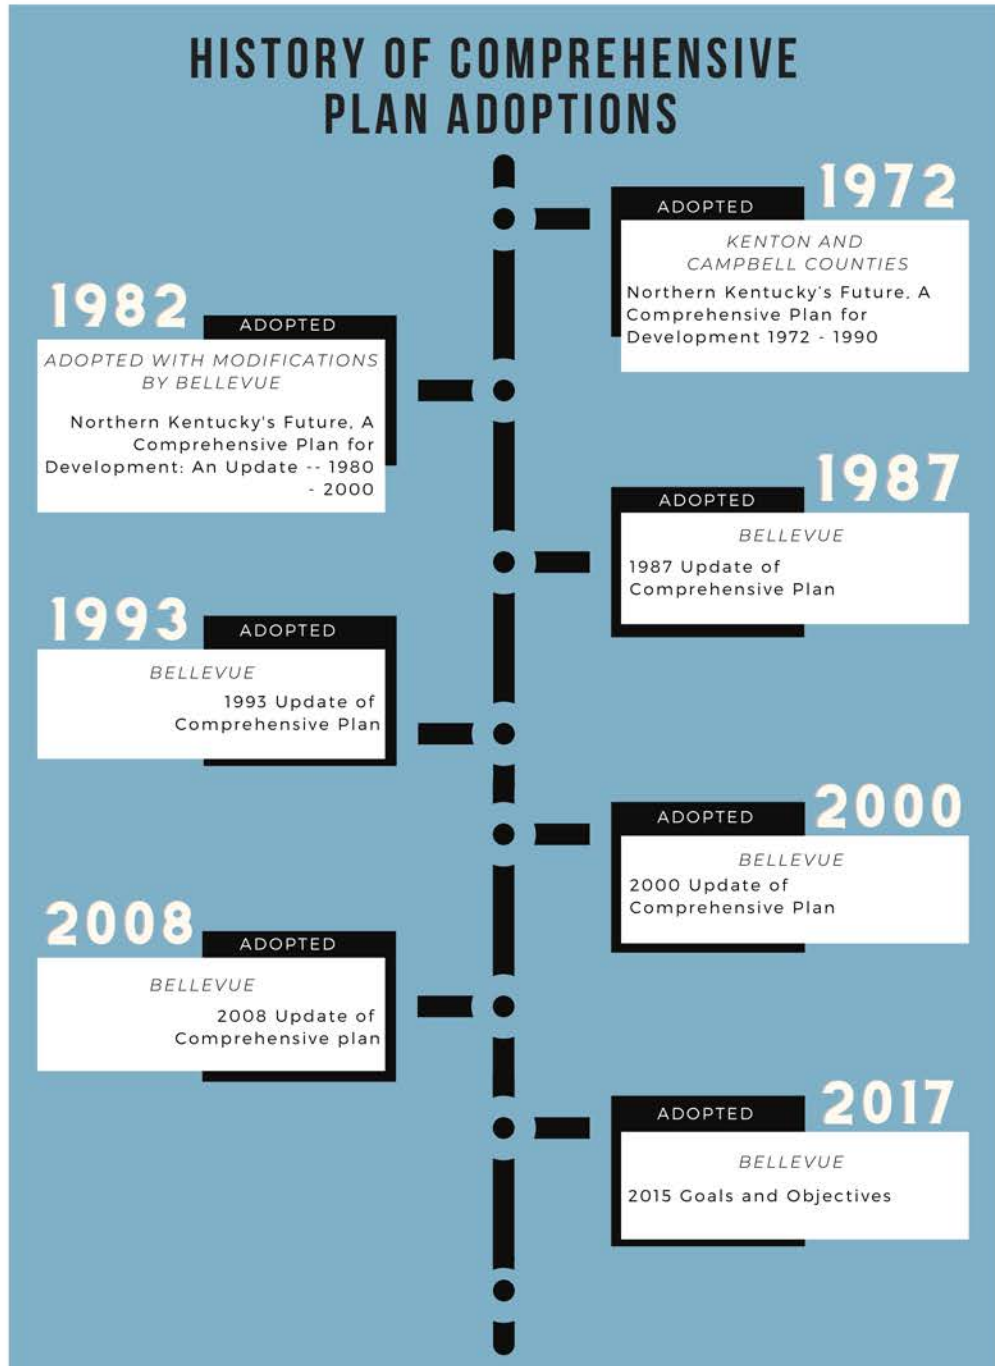 HISTORY OF COMPREHENSIVE
PLAN ADOPTIONS
1972
ADOPTED
KENTON AND
CAMPBELL COUNTIES
Northern Kentucky's Future, A
Comprehensive Plan for
Development 1972 - 1990
1982
ADOPTED
ADOPTED WITH MODIFICATIONS
BY BELLEVUE
Northern Kentucky's Future, A
Comprehensive Plan for
Development: An Update -- 1980
- 2000
1987
ADOPTED
BELLEVUE
1987 Update of
Comprehensive Plan
1993
ADOPTED
BELLEVUE
1993 Update of
Comprehensive Plan
2000
ADOPTED
BELLEVUE
2000 Update of
Comprehensive Plan
2008
ADOPTED
BELLEVUE
2008 Update of
Comprehensive plan
2017
ADOPTED
BELLEVUE
2015 Goals and Objectives